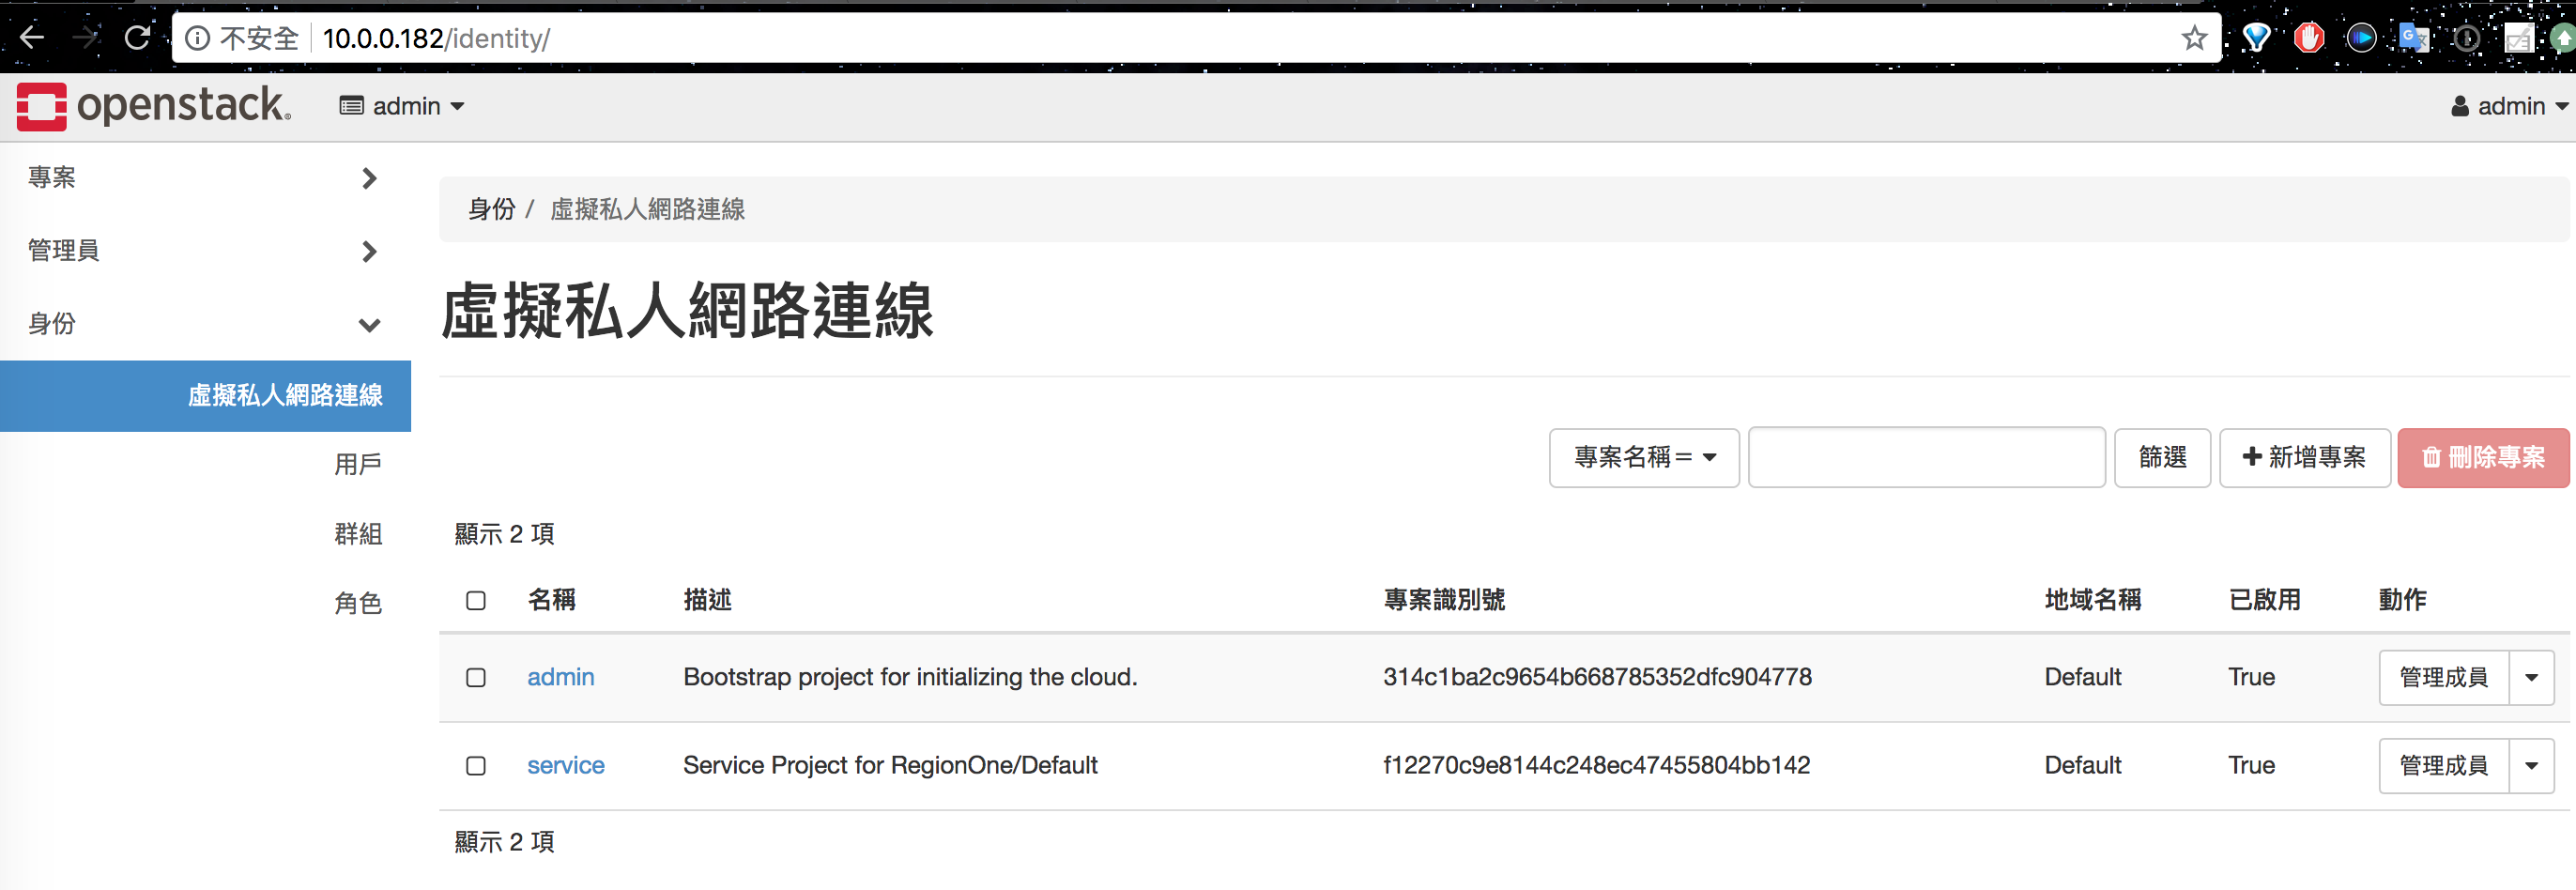 不安全 10.0.0.182/identity/
openstack. admin admin
專案
管理員
身份
虛擬私人網路連線
用戶
群組
角色
身份 / 虛擬私人網路連線
虛擬私人網路連線
專案名稱 = 篩選 新增專案 刪除專案
顯示 2 項
名稱 描述 專案識別號 地域名稱 已啟用 動作
admin Bootstrap project for initializing the cloud. 314c1ba2c9654b668785352dfc904778 Default True 管理成員
service Service Project for RegionOne/Default f12270c9e8144c248ec47455804bb142 Default True 管理成員
顯示 2 項